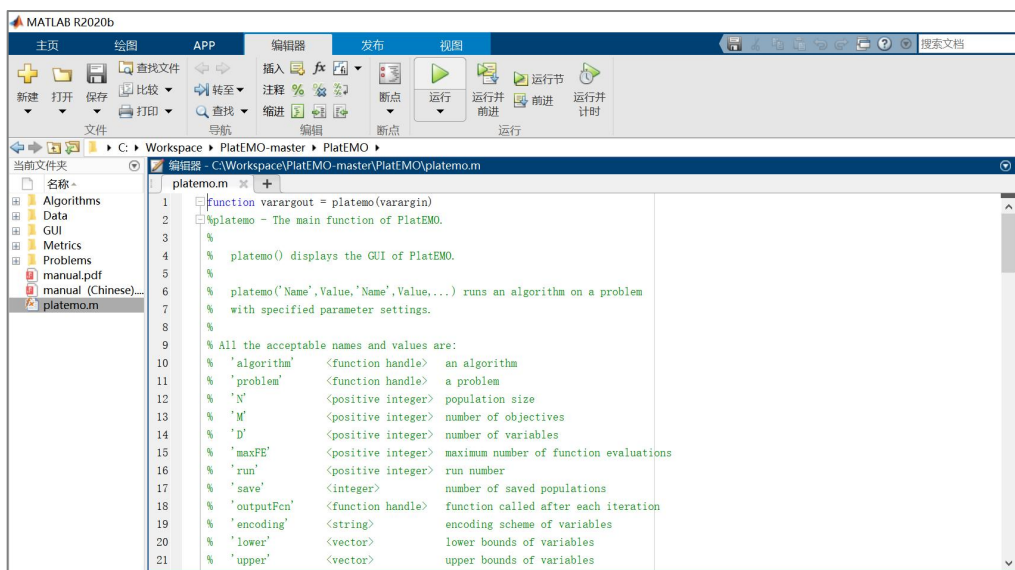 MATLAB R2020b
主页 绘图 APP 编辑器 发布 视图 搜索文档
新建 打开 保存 查找文件 比较 打印 转至 查找 插入 fx 注释 % 缩进 断点 运行 运行并前进 运行节 前进 运行并计时
文件 导航 编辑 断点 运行
C: Workspace PlatEMO-master PlatEMO
当前文件夹
名称
Algorithms
Data
GUI
Metrics
Problems
manual.pdf
manual (Chinese)....
platemo.m
编辑器 - C:\Workspace\PlatEMO-master\PlatEMO\platemo.m
platemo.m
1 function varargout = platemo(varargin)
2 %platemo - The main function of PlatEMO.
3 %
4 % platemo() displays the GUI of PlatEMO.
5 %
6 % platemo('Name',Value,'Name',Value,...) runs an algorithm on a problem
7 % with specified parameter settings.
8 %
9 % All the acceptable names and values are:
10 % 'algorithm' <function handle> an algorithm
11 % 'problem' <function handle> a problem
12 % 'N' <positive integer> population size
13 % 'M' <positive integer> number of objectives
14 % 'D' <positive integer> number of variables
15 % 'maxFE' <positive integer> maximum number of function evaluations
16 % 'run' <positive integer> run number
17 % 'save' <integer> number of saved populations
18 % 'outputFcn' <function handle> function called after each iteration
19 % 'encoding' <string> encoding scheme of variables
20 % 'lower' <vector> lower bounds of variables
21 % 'upper' <vector> upper bounds of variables